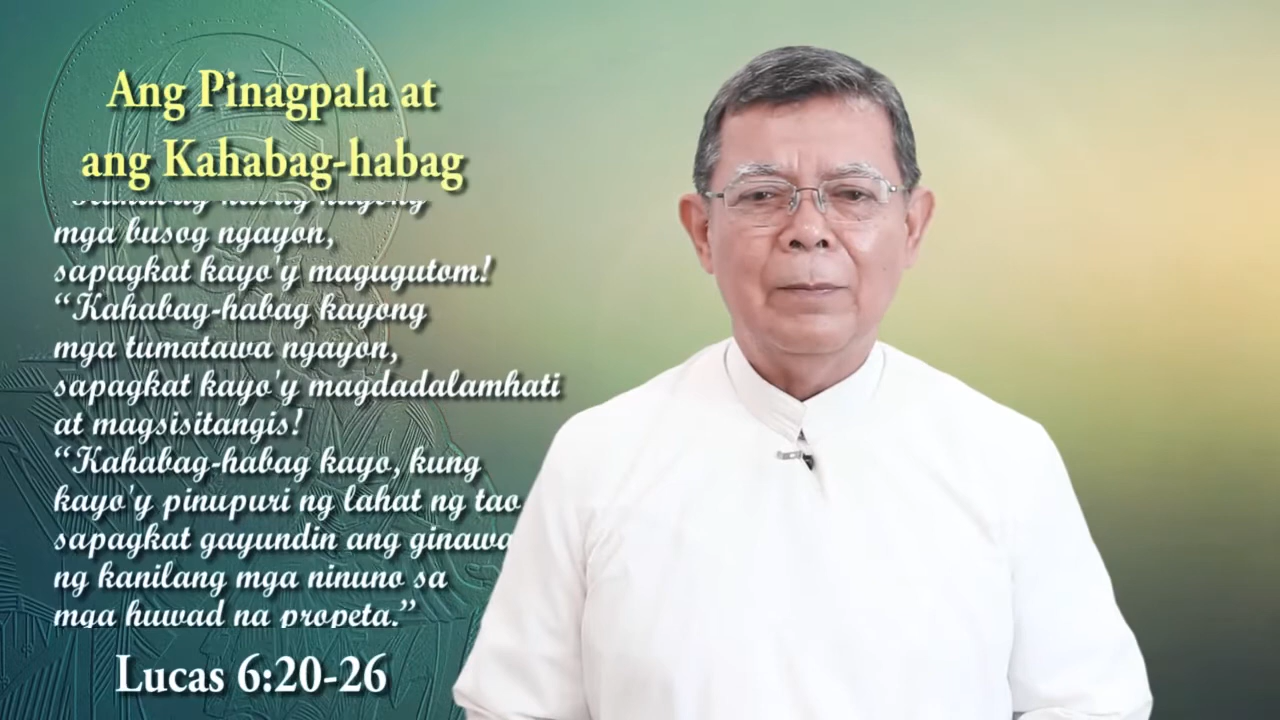 Ang Pinagpala at
ang Kahabag-habag
mga busog ngayon,
sapagkat kayo'y magugutom!
“Kahabag-habag kayong
mga tumatawa ngayon,
sapagkat kayo'y magdadalamhati
at magsisitangis!
“Kahabag-habag kayo, kung
kayo'y pinupuri ng lahat ng tao
sapagkat gayundin ang ginawa
ng kanilang mga ninuno sa
mga huwad na propeta.”
Lucas 6:20-26